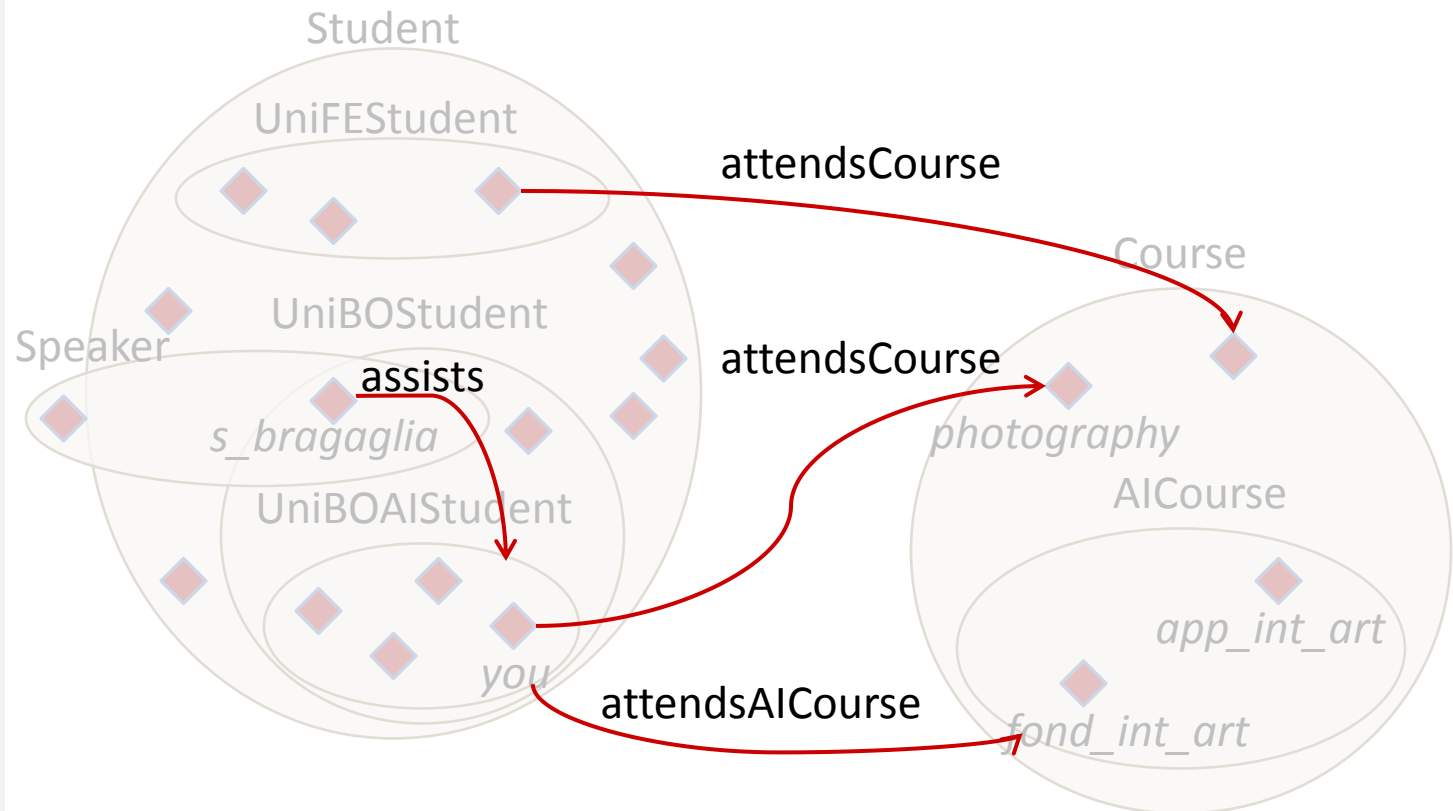 Student
UniFEStudent
attendsCourse
Course
UniBOStudent
Speaker
assists
attendsCourse
s_bragaglia
photography
UniBOAIStudent
AICourse
app_int_art
you
attendsAICourse
fond_int_art